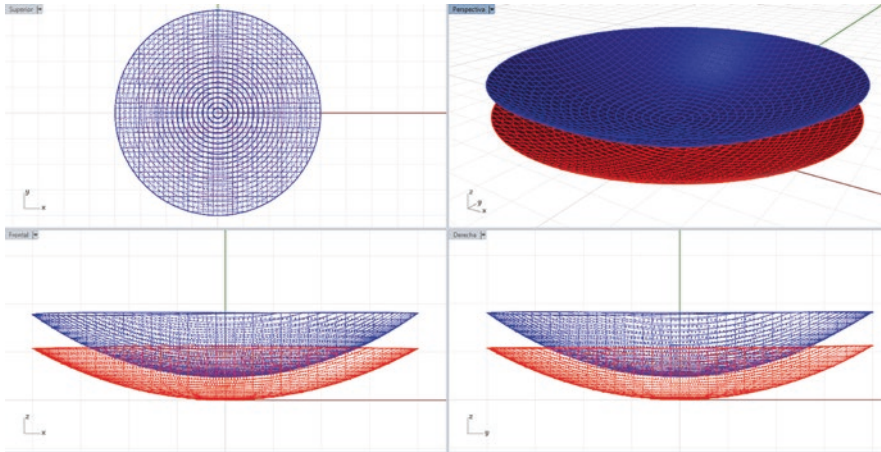 Superior
Perspectiva
y
x
z
y
x
Frontal
Derecha
z
x
z
y